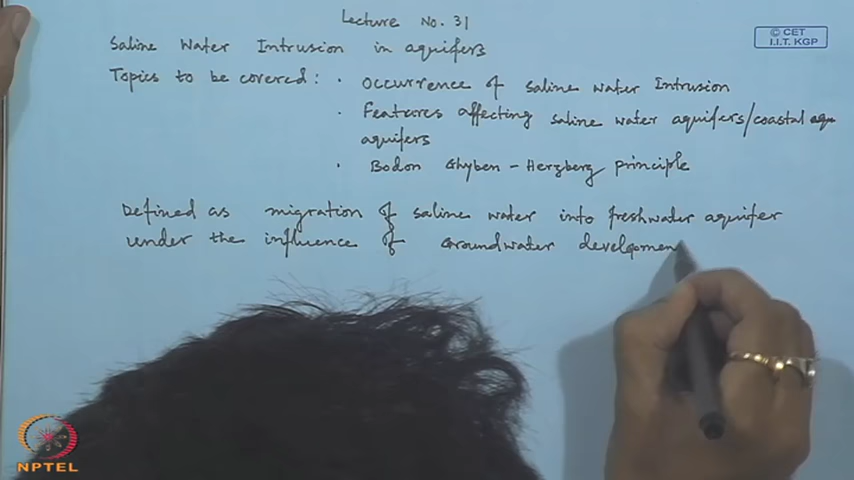 Lecture No. 31
© CET
I.I.T. KGP
Saline Water Intrusion in aquifers
Topics to be covered : · Occurrence of saline water Intrusion
· Features affecting saline water aquifers/coastal aqu
aquifers
· Bodon Ghyben - Herzberg principle
Defined as migration of saline water into freshwater aquifer
under the influence of Groundwater developmen
NPTEL